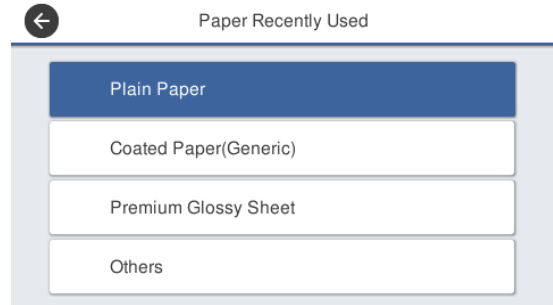 Paper Recently Used
Plain Paper
Coated Paper(Generic)
Premium Glossy Sheet
Others